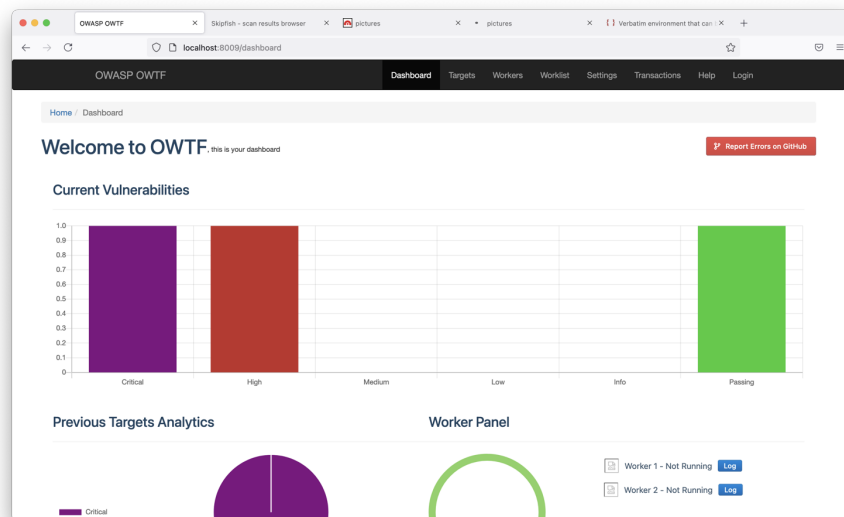 OWASP OWTF
Skipfish - scan results browser
pictures
pictures
Verbatim environment that can
localhost:8009/dashboard
OWASP OWTF
Dashboard Targets Workers Worklist Settings Transactions Help Login
Home / Dashboard
Welcome to OWTF, this is your dashboard
Report Errors on GitHub
Current Vulnerabilities
1.0
0.9
0.8
0.7
0.6
0.5
0.4
0.3
0.2
0.1
0
Critical High Medium Low Info Passing
Previous Targets Analytics
Worker Panel
Critical
Worker 1 - Not Running Log
Worker 2 - Not Running Log